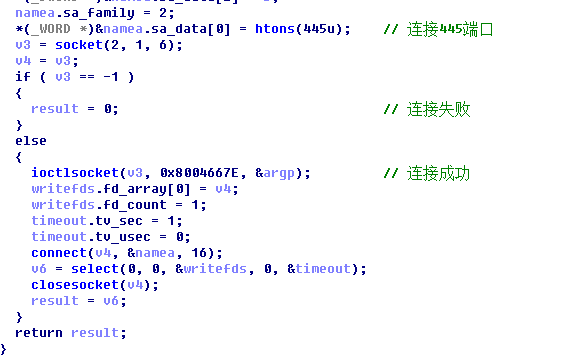 namea.sa_family = 2;
*(_WORD *)&namea.sa_data[0] = htons(445u); // 连接445端口
v3 = socket(2, 1, 6);
v4 = v3;
if ( v3 == -1 )
{
result = 0; // 连接失败
}
else
{
ioctlsocket(v3, 0x8004667E, &argp); // 连接成功
writefds.fd_array[0] = v4;
writefds.fd_count = 1;
timeout.tv_sec = 1;
timeout.tv_usec = 0;
connect(v4, &namea, 16);
v6 = select(0, 0, &writefds, 0, &timeout);
closesocket(v4);
result = v6;
}
return result;
}